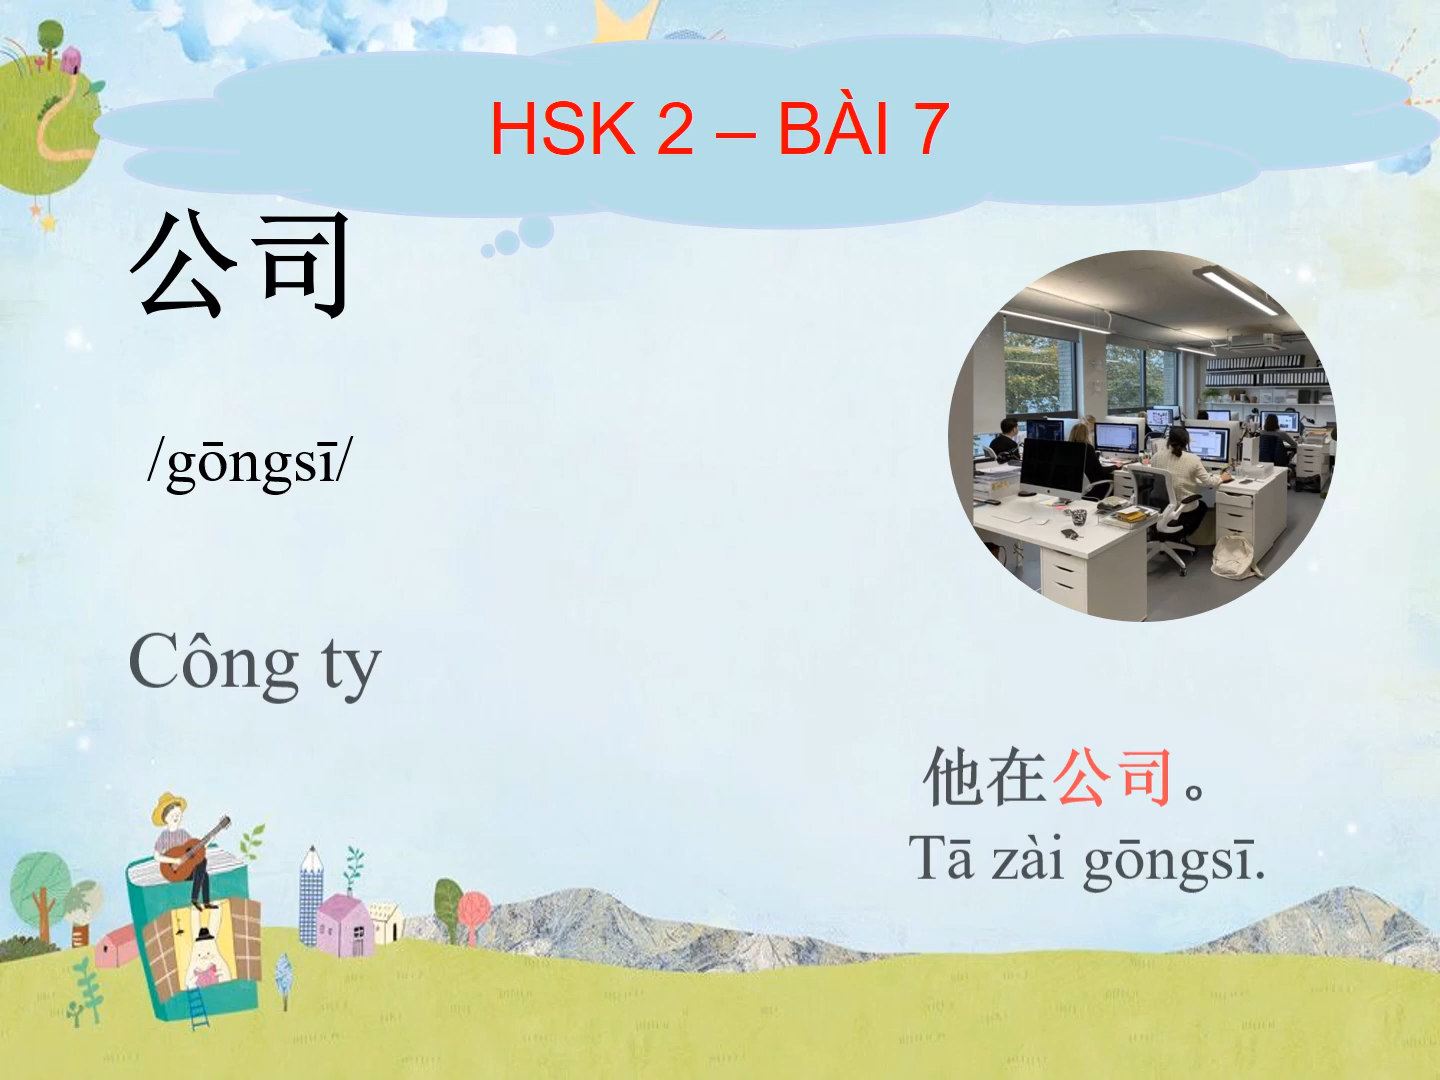 HSK 2 – BÀI 7
公司
/gōngsī/
Công ty
他在公司。
Tā zài gōngsī.